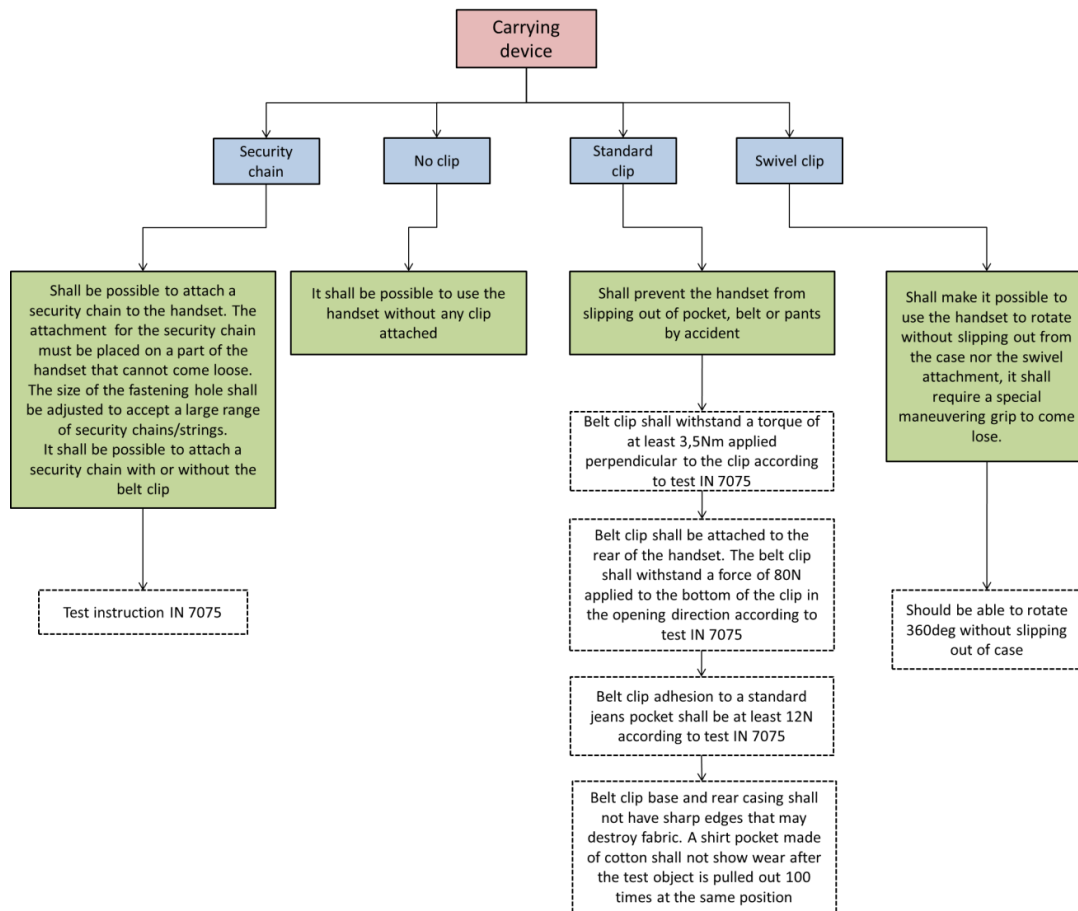 Carrying
device
Security
chain
No clip
Standard
clip
Swivel clip
Shall be possible to attach a
security chain to the handset. The
attachment for the security chain
must be placed on a part of the
handset that cannot come loose.
The size of the fastening hole shall
be adjusted to accept a large range
of security chains/strings.
It shall be possible to attach a
security chain with or without the
belt clip
It shall be possible to use the
handset without any clip
attached
Shall prevent the handset from
slipping out of pocket, belt or pants
by accident
Shall make it possible to
use the handset to rotate
without slipping out from
the case nor the swivel
attachment, it shall
require a special
maneuvering grip to come
lose.
Test instruction IN 7075
Belt clip shall withstand a torque of
at least 3,5Nm applied
perpendicular to the clip according
to test IN 7075
Belt clip shall be attached to the
rear of the handset. The belt clip
shall withstand a force of 80N
applied to the bottom of the clip in
the opening direction according to
test IN 7075
Belt clip adhesion to a standard
jeans pocket shall be at least 12N
according to test IN 7075
Belt clip base and rear casing shall
not have sharp edges that may
destroy fabric. A shirt pocket made
of cotton shall not show wear after
the test object is pulled out 100
times at the same position
Should be able to rotate
360deg without slipping
out of case